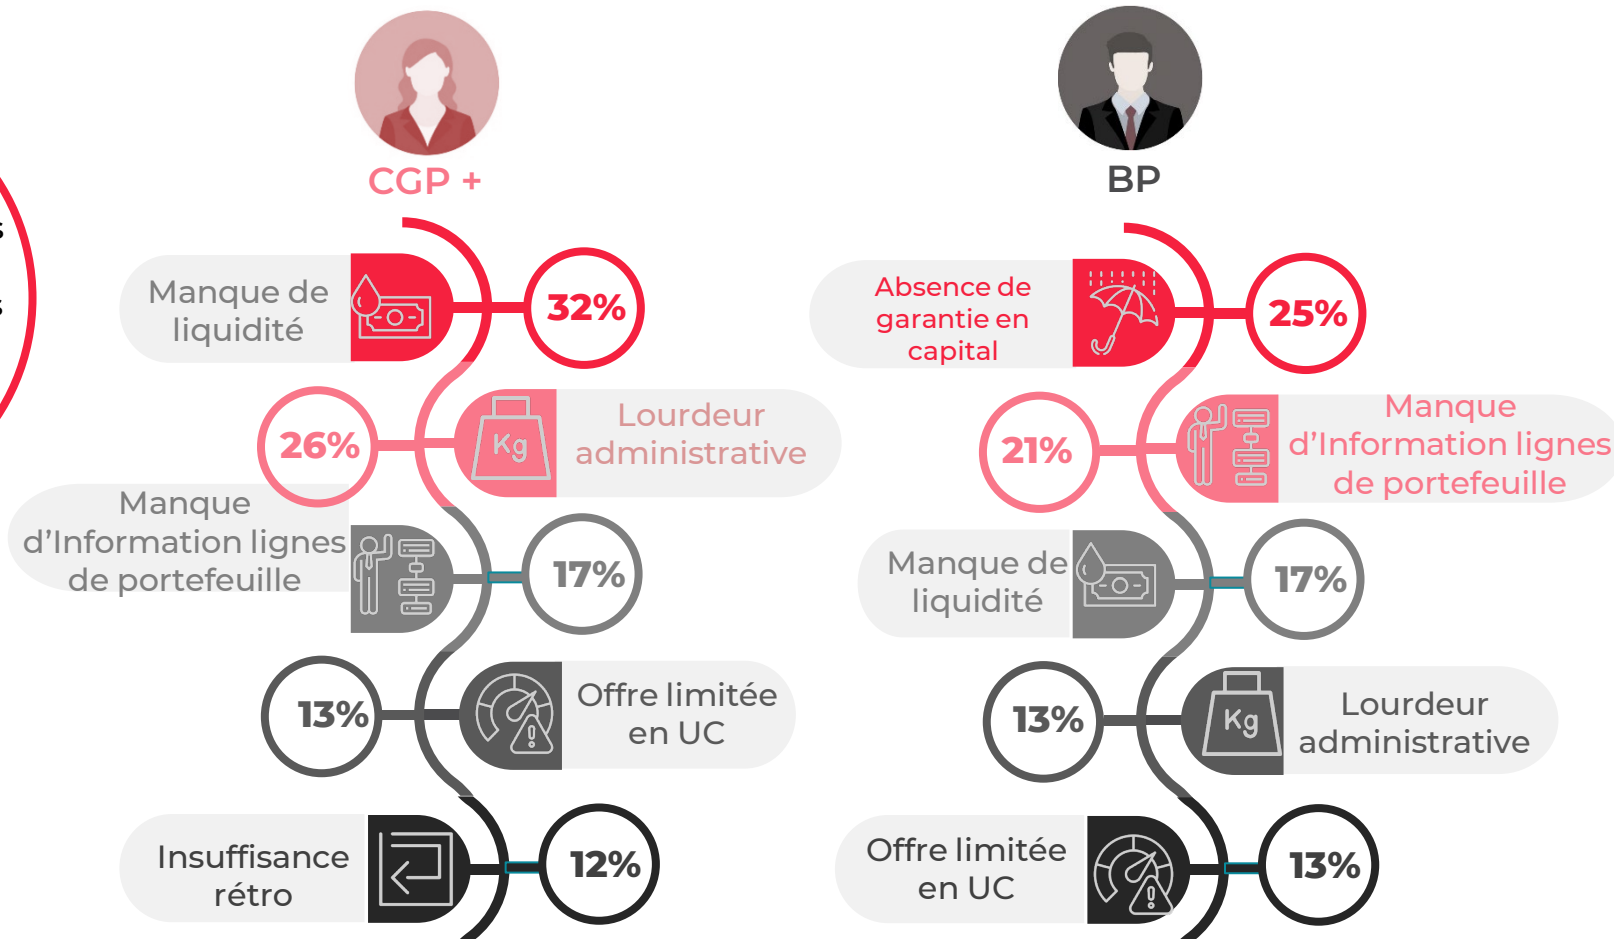 s
s
CGP +
Manque de
liquidité
32%
26%
Kg
Lourdeur
administrative
Manque
d’Information lignes
de portefeuille
17%
13%
Offre limitée
en UC
Insuffisance
rétro
12%
BP
Absence de
garantie en
capital
25%
21%
Manque
d’Information lignes
de portefeuille
Manque de
liquidité
17%
13%
Kg
Lourdeur
administrative
Offre limitée
en UC
13%